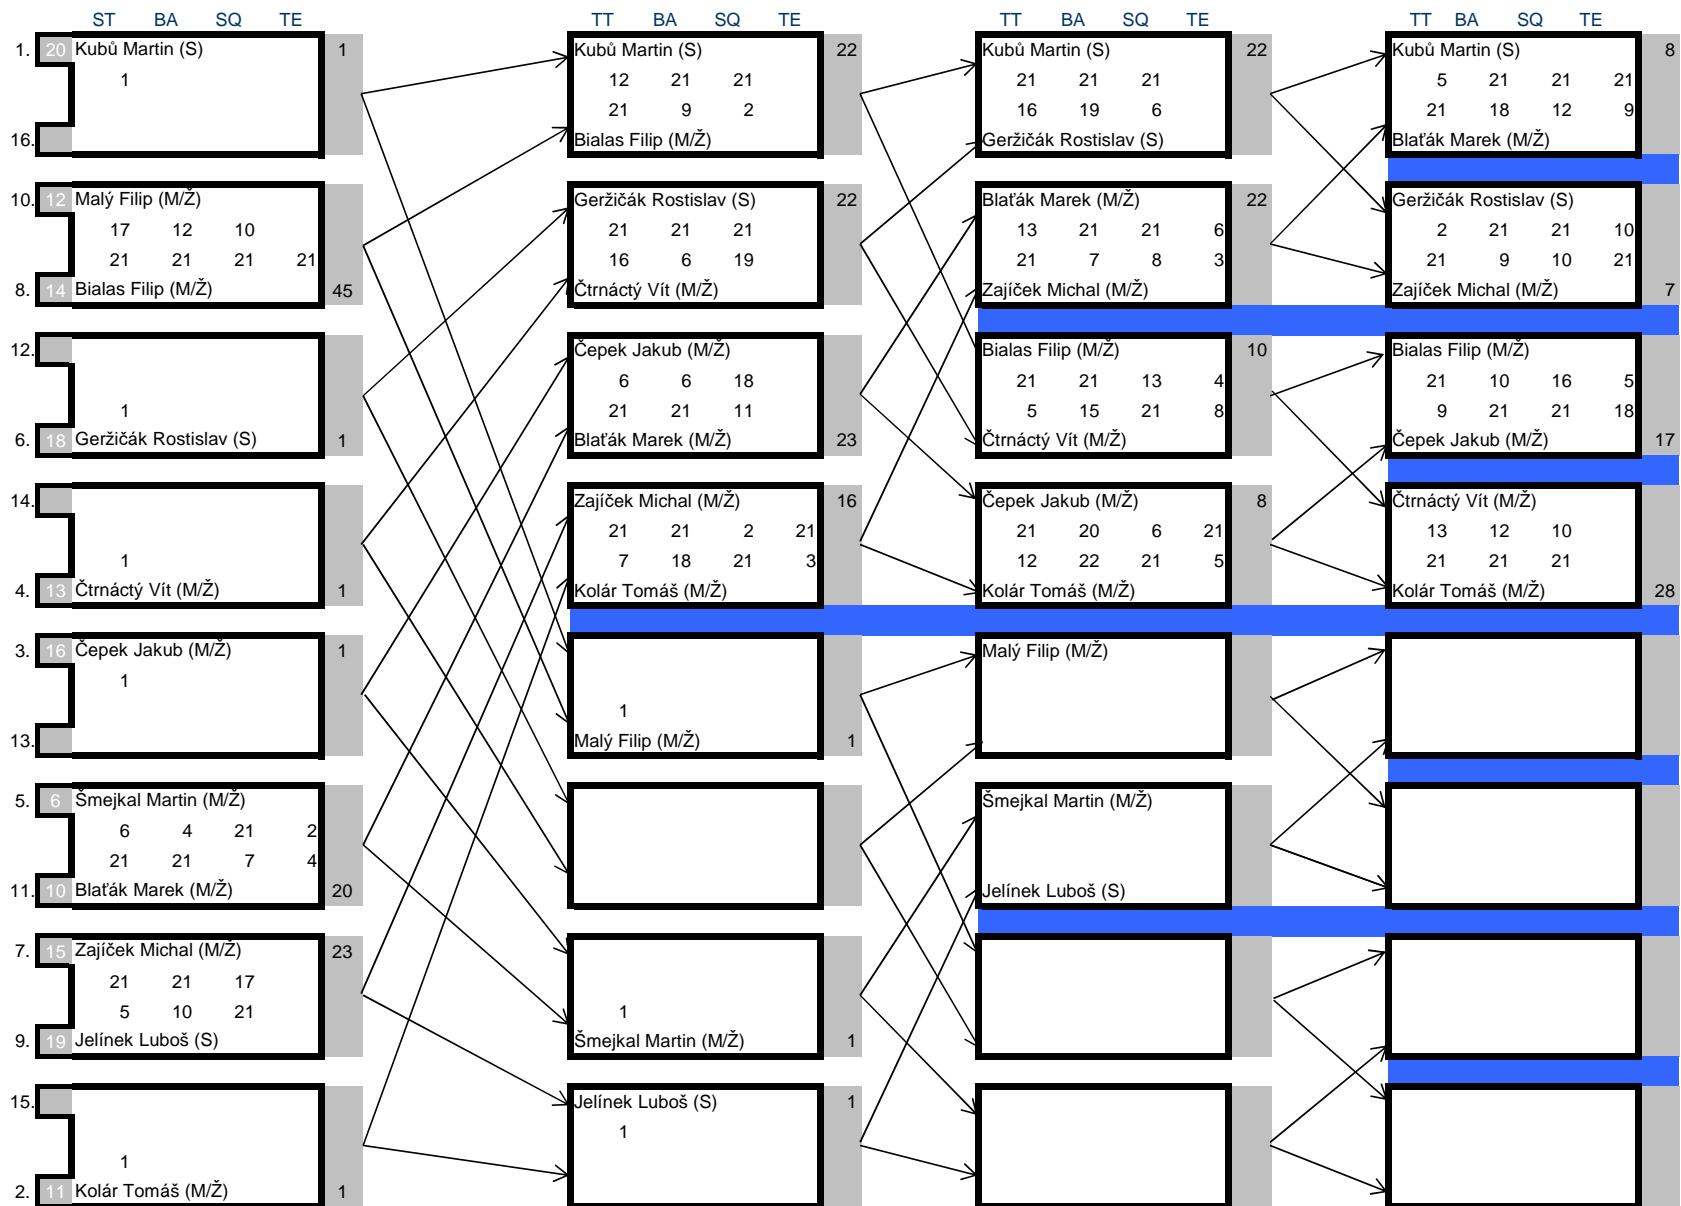 ST BA SQ TE TT BA SQ TE TT BA SQ TE TT BA SQ TE
1. 20 Kubů Martin (S) 1 Kubů Martin (S) 22 Kubů Martin (S) 22 Kubů Martin (S) 8
1 12 21 21 21 21 21 5 21 21 21
21 9 2 16 19 6 21 18 12 9
16. Bialas Filip (M/Ž) Geržičák Rostislav (S) Blaťák Marek (M/Ž)
10. 12 Malý Filip (M/Ž) Geržičák Rostislav (S) 22 Blaťák Marek (M/Ž) 22 Geržičák Rostislav (S)
17 12 10 21 21 21 13 21 21 6 2 21 21 10
21 21 21 21 16 6 19 21 7 8 3 21 9 10 21
8. 14 Bialas Filip (M/Ž) 45 Čtrnáctý Vít (M/Ž) Zajíček Michal (M/Ž) Zajíček Michal (M/Ž) 7
12. Čepek Jakub (M/Ž) Bialas Filip (M/Ž) 10 Bialas Filip (M/Ž)
6 6 18 21 21 13 4 21 10 16 5
1 21 21 11 5 15 21 8 9 21 21 18
6. 18 Geržičák Rostislav (S) 1 Blaťák Marek (M/Ž) 23 Čtrnáctý Vít (M/Ž) Čepek Jakub (M/Ž) 17
14. Zajíček Michal (M/Ž) 16 Čepek Jakub (M/Ž) 8 Čtrnáctý Vít (M/Ž)
21 21 2 21 21 20 6 21 13 12 10
1 7 18 21 3 12 22 21 5 21 21 21
4. 13 Čtrnáctý Vít (M/Ž) 1 Kolár Tomáš (M/Ž) Kolár Tomáš (M/Ž) Kolár Tomáš (M/Ž) 28
3. 16 Čepek Jakub (M/Ž) 1 Malý Filip (M/Ž)
1
1
13. Malý Filip (M/Ž) 1
5. 6 Šmejkal Martin (M/Ž) Šmejkal Martin (M/Ž)
6 4 21 2
21 21 7 4
11. 10 Blaťák Marek (M/Ž) 20 Jelínek Luboš (S)
7. 15 Zajíček Michal (M/Ž) 23
21 21 17
5 10 21 1
9. 19 Jelínek Luboš (S) Šmejkal Martin (M/Ž) 1
15. Jelínek Luboš (S) 1
1
1
2. 11 Kolár Tomáš (M/Ž) 1